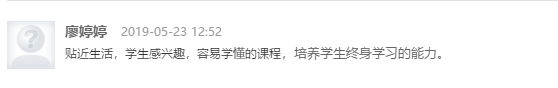 廖婷婷 2019-05-23 12:52
贴近生活，学生感兴趣，容易学懂的课程，培养学生终身学习的能力。